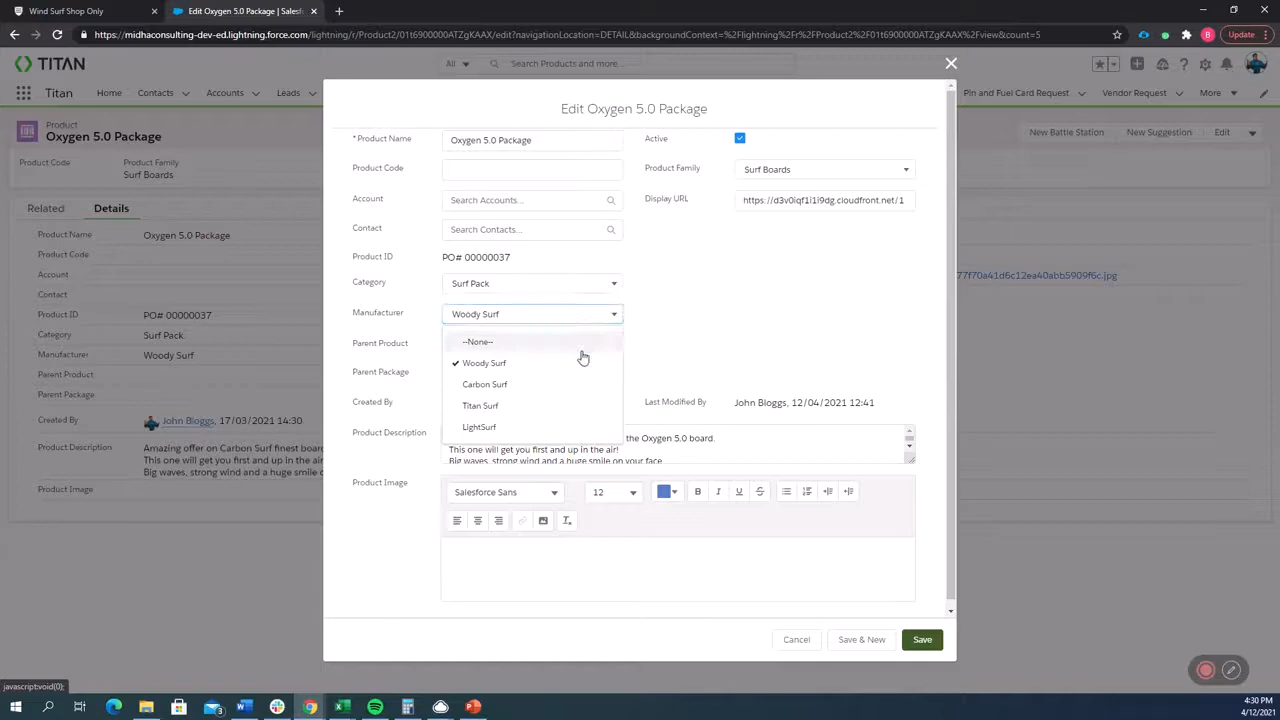 Wind Surf Shop Only
Edit Oxygen 5.0 Package | Salesf
https://midhaconsulting-dev-ed.lightning.force.com/lightning/r/Product2/01t6900000AVXyAAAX/edit?navigationLocation=DETAIL&backgroundContext=%2Flightning%2Fr%2FProduct2%2F01t6900000AVXyAAAX%2Fview&count=5
B
Update
TITAN
All
Search Products and more...
Titan
Home
Contacts
Accounts
Leads
Pin and Fuel Card Request
Vendor Request
More
Product
Oxygen 5.0 Package
New Battle Station
New Suggestion
Edit
Product Code
Product Family
Surf Boards
Related
Details
Product Name
Oxygen 5.0 Package
Product Code
Account
Contact
Product ID
PO# 00000037
Category
Surf Pack
Manufacturer
Woody Surf
Parent Product
Parent Package
Created By
John Bloggs, 17/03/2021 14:30
Product Description
Amazing offer on Carbon Surf finest board
This one will get you first and up in the air!
Big waves, strong wind and a huge smile on
Product Image
77f70a41d6c12ea40abb5909f6c.jpg
Edit Oxygen 5.0 Package
* Product Name
Oxygen 5.0 Package
Active
Product Code
Product Family
Surf Boards
Account
Search Accounts...
Display URL
https://d3v0iqf1i1i9dg.cloudfront.net/1
Contact
Search Contacts...
Product ID
PO# 00000037
Category
Surf Pack
Manufacturer
Woody Surf
--None--
Woody Surf
Carbon Surf
Titan Surf
LightSurf
Parent Product
Parent Package
Created By
Last Modified By
John Bloggs, 12/04/2021 12:41
Product Description
the Oxygen 5.0 board.
This one will get you first and up in the air!
Big waves, strong wind and a huge smile on your face
Product Image
Salesforce Sans
12
B
I
U
S
Cancel
Save & New
Save
javascript:void(0);
4:30 PM
4/12/2021